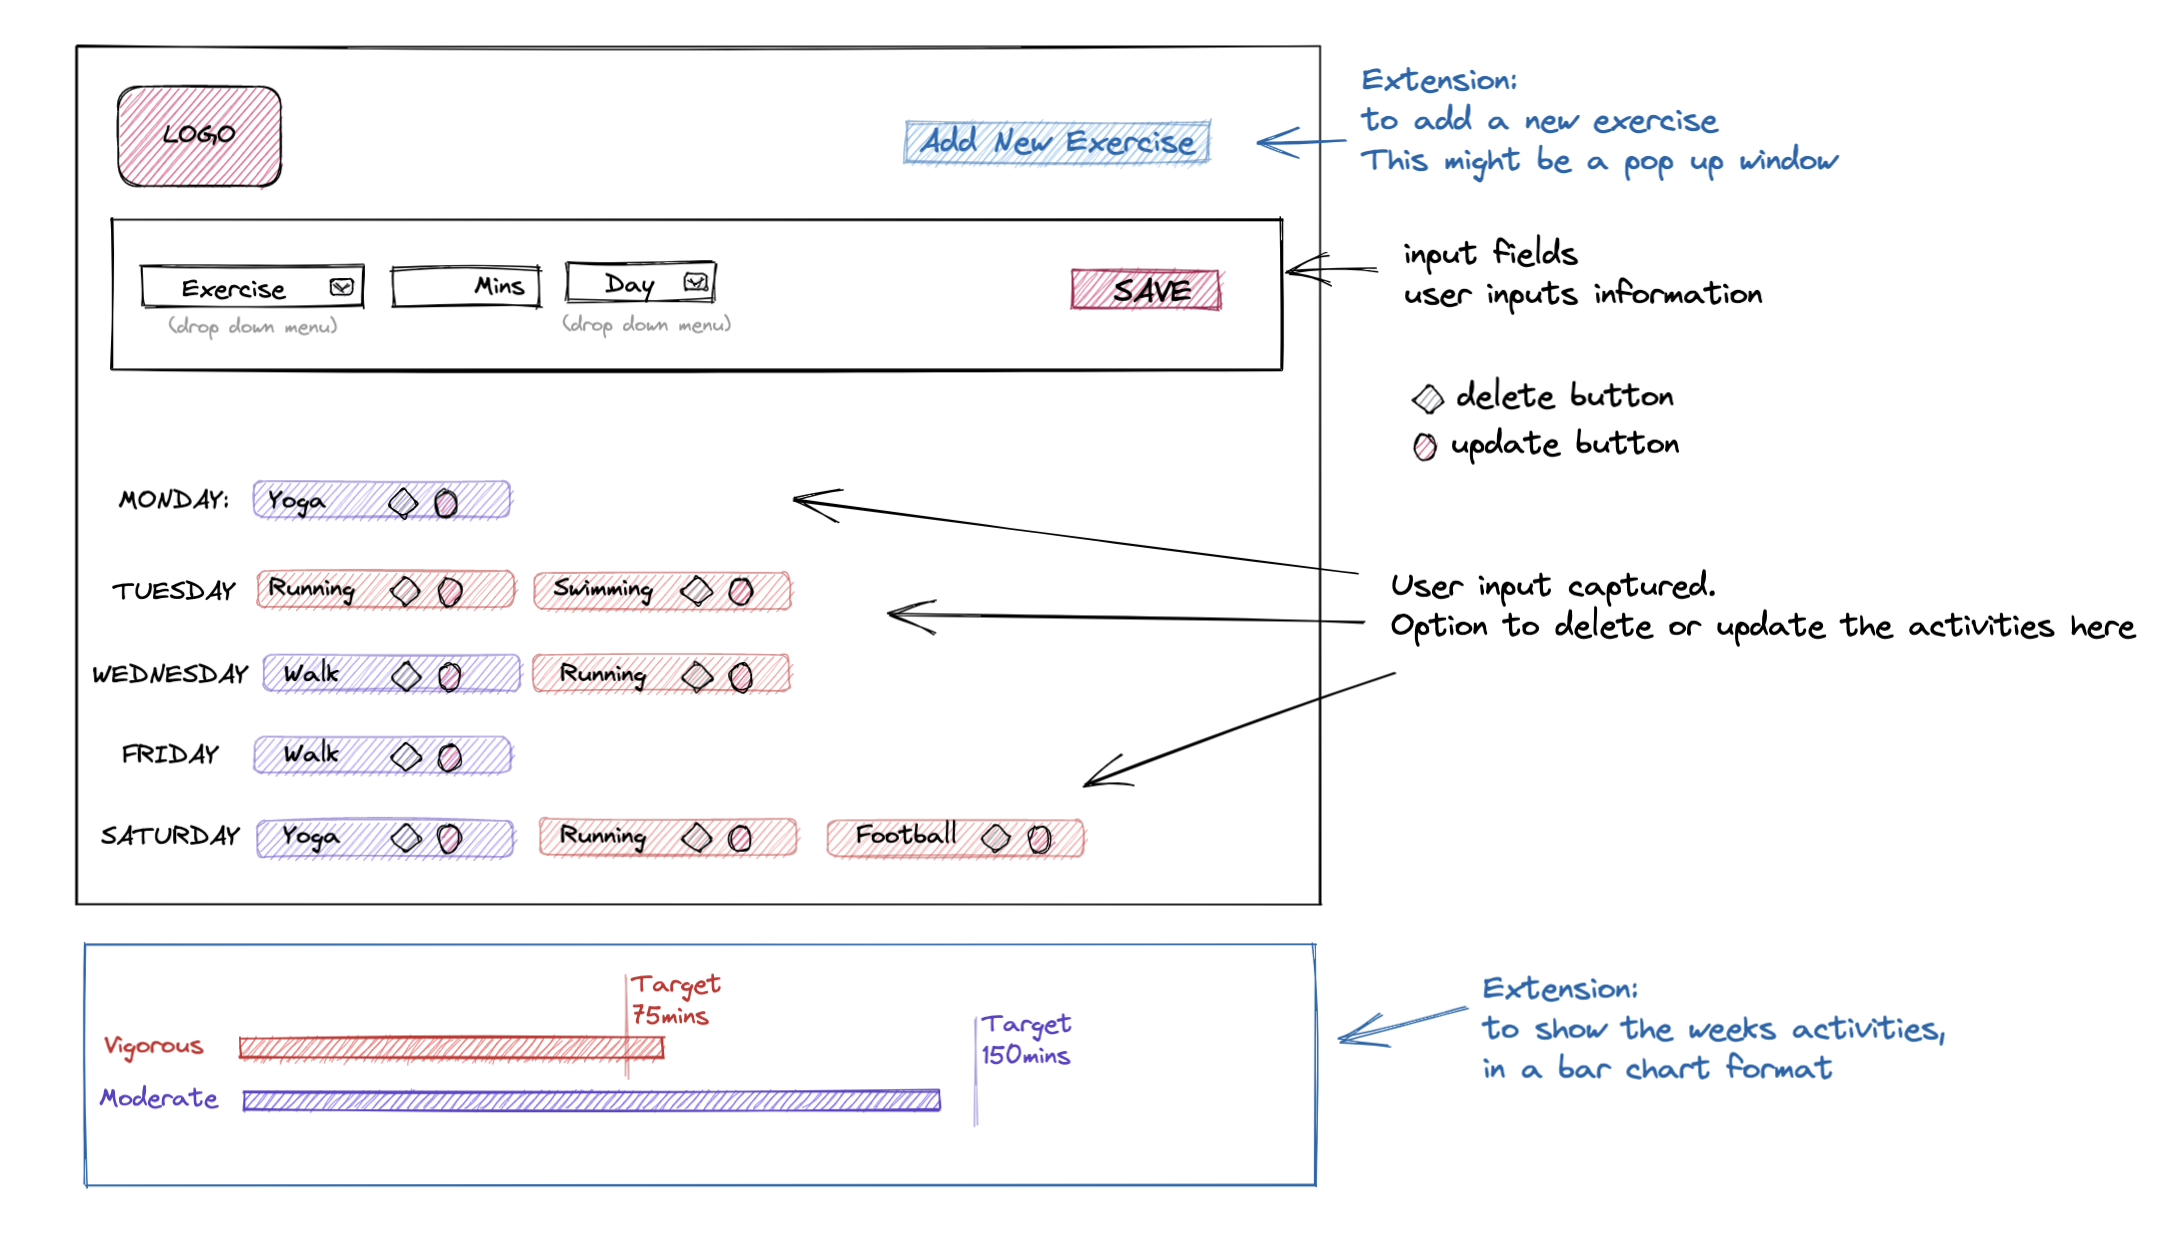 LOGO
Add New Exercise
Extension:
to add a new exercise
This might be a pop up window
Exercise
Mins
Day
SAVE
(drop down menu)
(drop down menu)
input fields
user inputs information
delete button
update button
MONDAY: Yoga
TUESDAY Running Swimming
WEDNESDAY Walk Running
FRIDAY Walk
SATURDAY Yoga Running Football
User input captured.
Option to delete or update the activities here
Target
75mins
Target
150mins
Vigorous
Moderate
Extension:
to show the weeks activities,
in a bar chart format